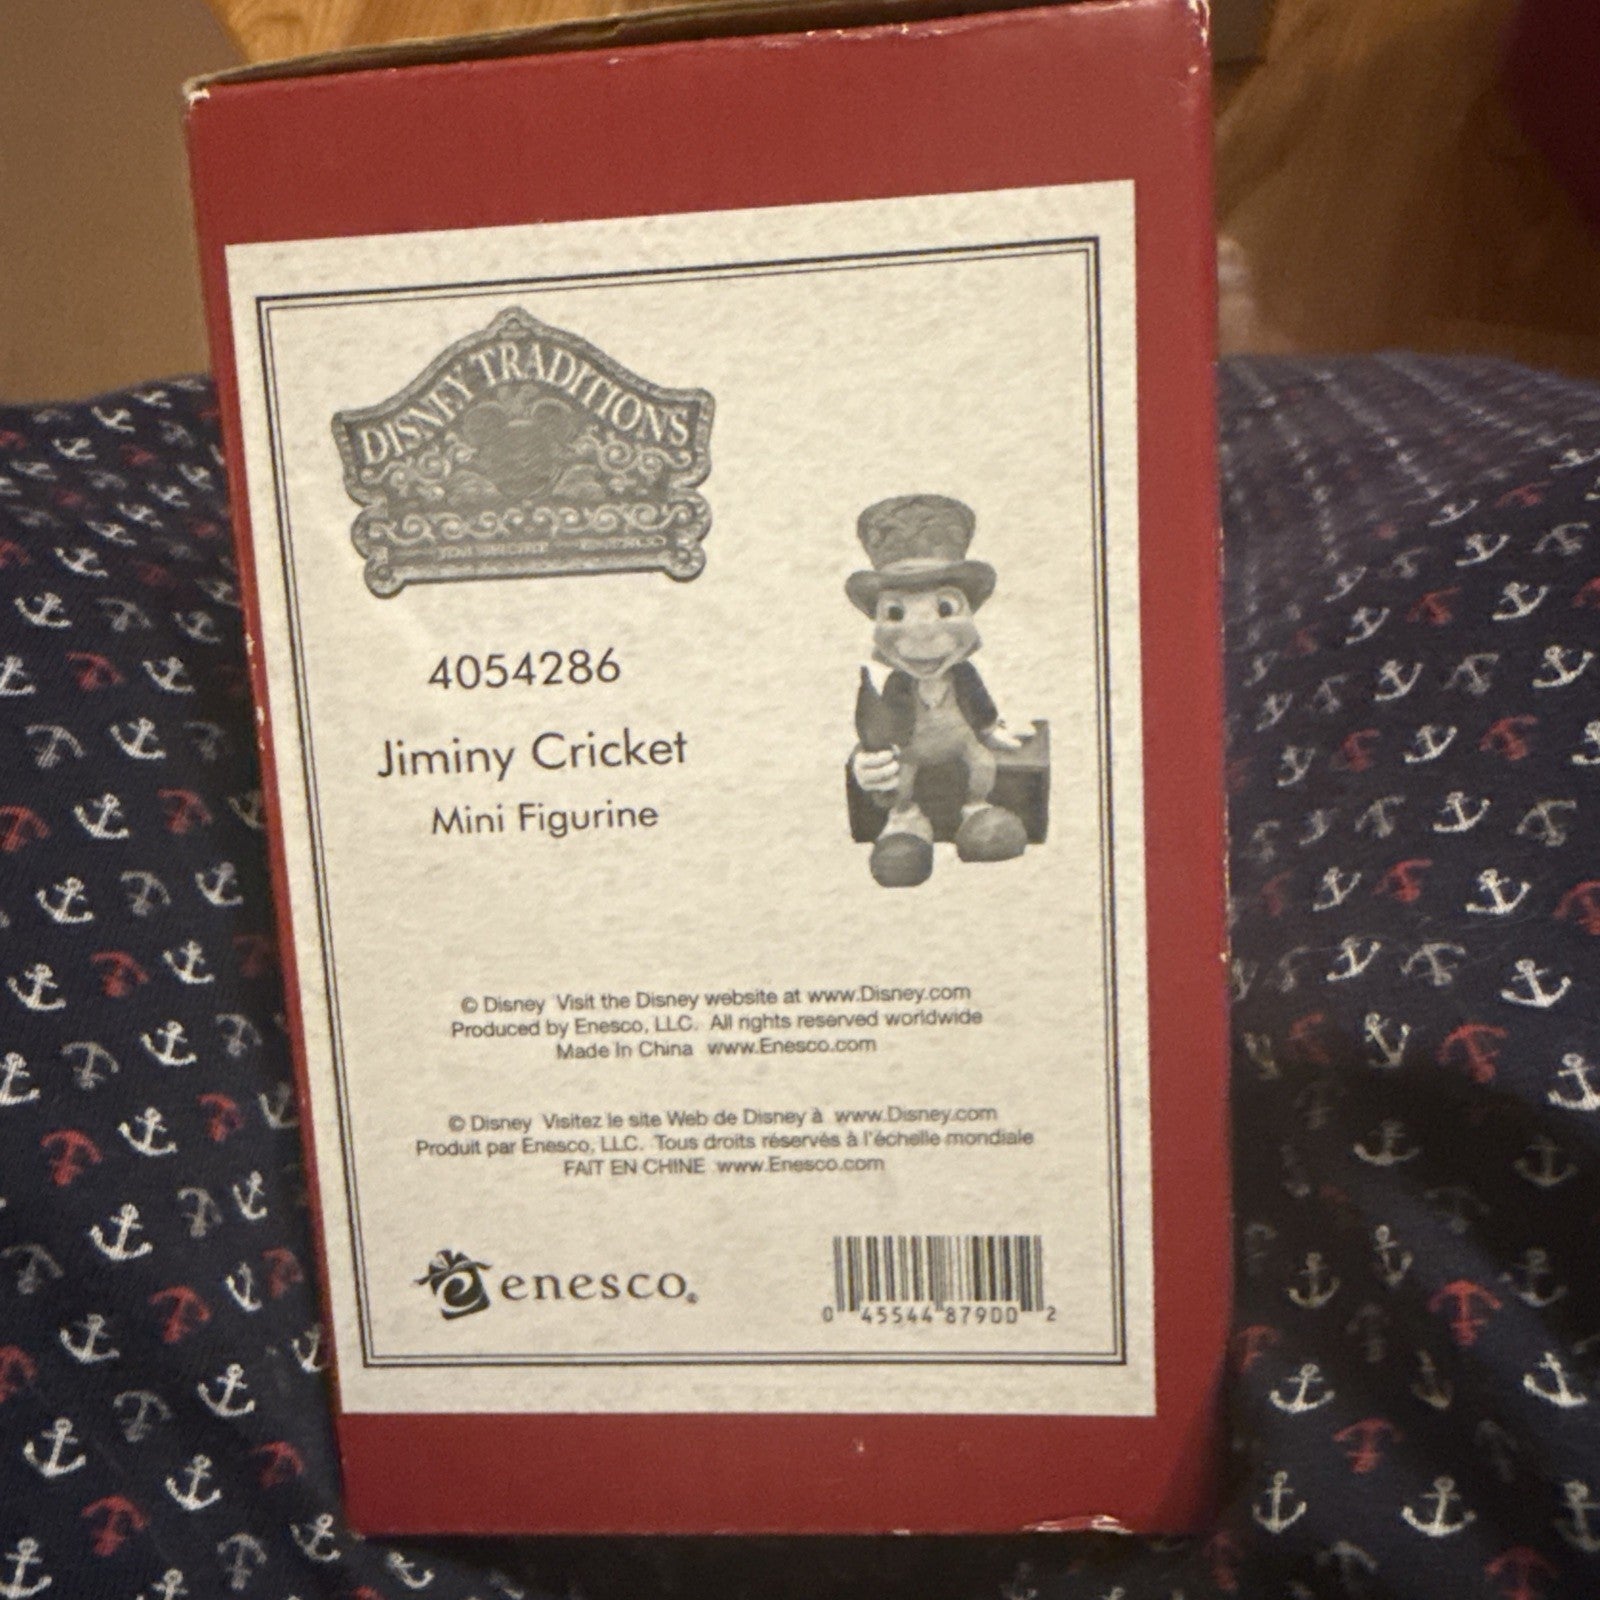 DISNEY TRADITIONS
JIM SHORE ENESCO
4054286
Jiminy Cricket
Mini Figurine
© Disney Visit the Disney website at www.Disney.com
Produced by Enesco, LLC. All rights reserved worldwide
Made In China www.Enesco.com
© Disney Visitez le site Web de Disney à www.Disney.com
Produit par Enesco, LLC. Tous droits réservés à l'échelle mondiale
FAIT EN CHINE www.Enesco.com
enesco®
0 45544 87900 2